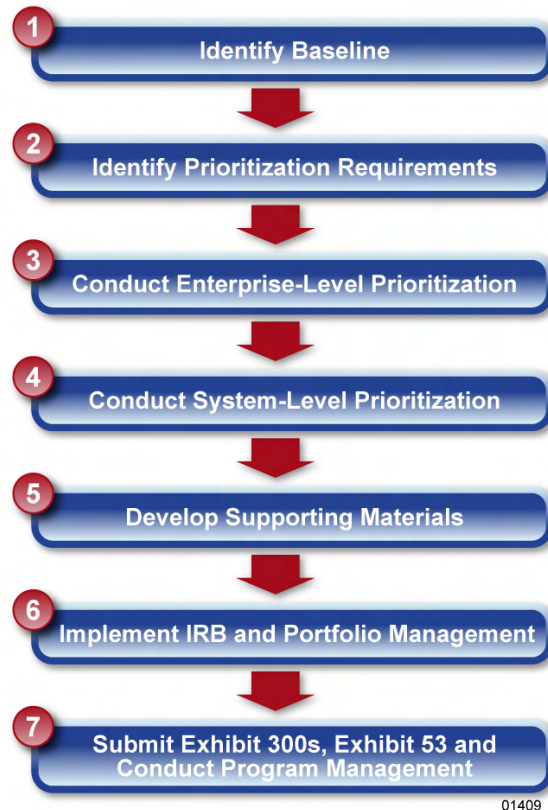 1
Identify Baseline
2
Identify Prioritization Requirements
3
Conduct Enterprise-Level Prioritization
4
Conduct System-Level Prioritization
5
Develop Supporting Materials
6
Implement IRB and Portfolio Management
7
Submit Exhibit 300s, Exhibit 53 and
Conduct Program Management
01409